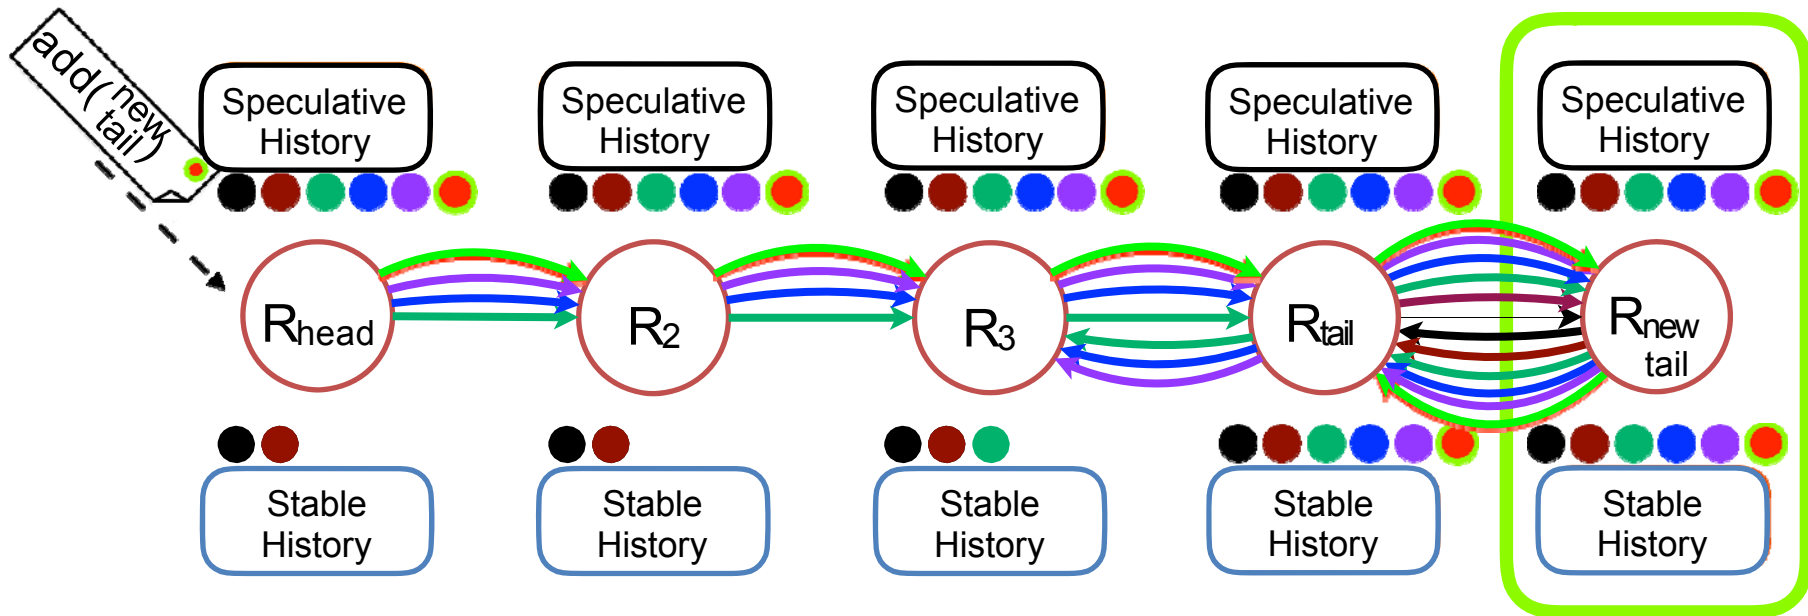 add(new
tail)
Speculative
History
Speculative
History
Speculative
History
Speculative
History
Speculative
History
Rhead
R2
R3
Rtail
Rnew
tail
Stable
History
Stable
History
Stable
History
Stable
History
Stable
History